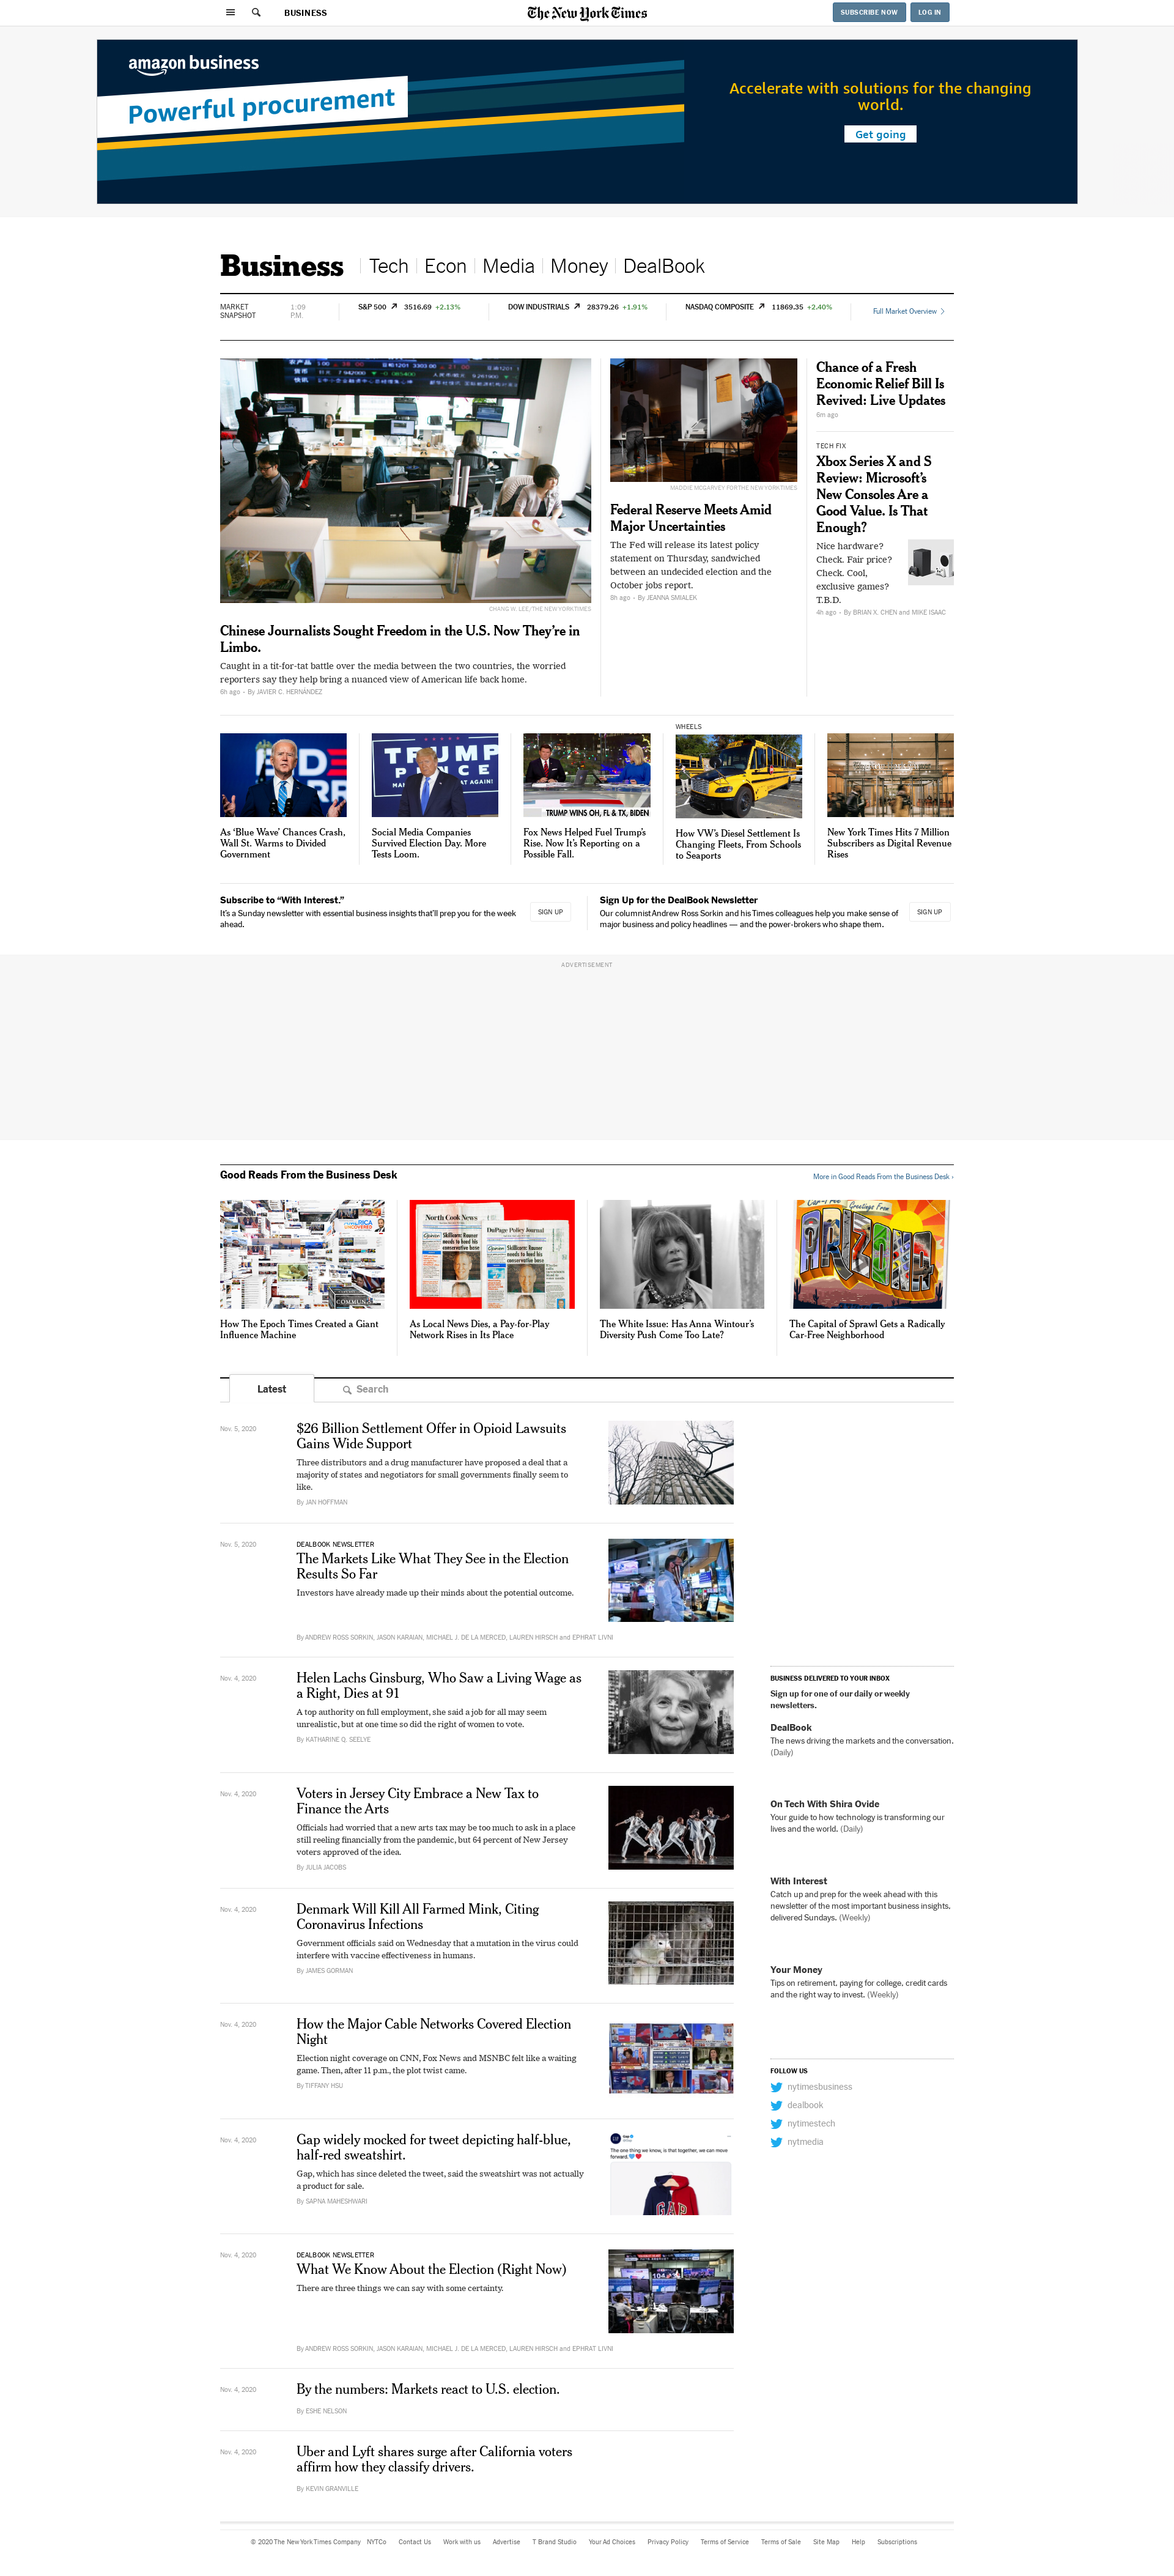 BUSINESS
The New York Times
SUBSCRIBE NOW
LOG IN
amazon business
Powerful procurement
Accelerate with solutions for the changing
world.
Get going
Business
Tech
Econ
Media
Money
DealBook
MARKET
SNAPSHOT
1:09
P.M.
S&P 500 3516.69 +2.13%
DOW INDUSTRIALS 28379.26 +1.91%
NASDAQ COMPOSITE 11869.35 +2.40%
Full Market Overview
CHANG W. LEE/THE NEW YORK TIMES
Chinese Journalists Sought Freedom in the U.S. Now They’re in
Limbo.
Caught in a tit-for-tat battle over the media between the two countries, the worried
reporters say they help bring a nuanced view of American life back home.
6h ago · By JAVIER C. HERNÁNDEZ
MADDIE MCGARVEY FOR THE NEW YORK TIMES
Federal Reserve Meets Amid
Major Uncertainties
The Fed will release its latest policy
statement on Thursday, sandwiched
between an undecided election and the
October jobs report.
8h ago · By JEANNA SMIALEK
Chance of a Fresh
Economic Relief Bill Is
Revived: Live Updates
6m ago
TECH FIX
Xbox Series X and S
Review: Microsoft’s
New Consoles Are a
Good Value. Is That
Enough?
Nice hardware?
Check. Fair price?
Check. Cool,
exclusive games?
T.B.D.
4h ago · By BRIAN X. CHEN and MIKE ISAAC
As ‘Blue Wave’ Chances Crash,
Wall St. Warms to Divided
Government
TRUMP
PENCE
Social Media Companies
Survived Election Day. More
Tests Loom.
TRUMP WINS OH, FL & TX, BIDEN
Fox News Helped Fuel Trump’s
Rise. Now It’s Reporting on a
Possible Fall.
WHEELS
How VW’s Diesel Settlement Is
Changing Fleets, From Schools
to Seaports
New York Times Hits 7 Million
Subscribers as Digital Revenue
Rises
Subscribe to “With Interest.”
It’s a Sunday newsletter with essential business insights that’ll prep you for the week
ahead.
SIGN UP
Sign Up for the DealBook Newsletter
Our columnist Andrew Ross Sorkin and his Times colleagues help you make sense of
major business and policy headlines — and the power-brokers who shape them.
SIGN UP
ADVERTISEMENT
Good Reads From the Business Desk
More in Good Reads From the Business Desk ›
How The Epoch Times Created a Giant
Influence Machine
North Cook News
DuPage Policy Journal
As Local News Dies, a Pay-for-Play
Network Rises in Its Place
The White Issue: Has Anna Wintour’s
Diversity Push Come Too Late?
Greetings From
ARIZONA
The Capital of Sprawl Gets a Radically
Car-Free Neighborhood
Latest
Search
Nov. 5, 2020
$26 Billion Settlement Offer in Opioid Lawsuits
Gains Wide Support
Three distributors and a drug manufacturer have proposed a deal that a
majority of states and negotiators for small governments finally seem to
like.
By JAN HOFFMAN
Nov. 5, 2020
DEALBOOK NEWSLETTER
The Markets Like What They See in the Election
Results So Far
Investors have already made up their minds about the potential outcome.
By ANDREW ROSS SORKIN, JASON KARAIAN, MICHAEL J. DE LA MERCED, LAUREN HIRSCH and EPHRAT LIVNI
Nov. 4, 2020
Helen Lachs Ginsburg, Who Saw a Living Wage as
a Right, Dies at 91
A top authority on full employment, she said a job for all may seem
unrealistic, but at one time so did the right of women to vote.
By KATHARINE Q. SEELYE
Nov. 4, 2020
Voters in Jersey City Embrace a New Tax to
Finance the Arts
Officials had worried that a new arts tax may be too much to ask in a place
still reeling financially from the pandemic, but 64 percent of New Jersey
voters approved of the idea.
By JULIA JACOBS
Nov. 4, 2020
Denmark Will Kill All Farmed Mink, Citing
Coronavirus Infections
Government officials said on Wednesday that a mutation in the virus could
interfere with vaccine effectiveness in humans.
By JAMES GORMAN
Nov. 4, 2020
How the Major Cable Networks Covered Election
Night
Election night coverage on CNN, Fox News and MSNBC felt like a waiting
game. Then, after 11 p.m., the plot twist came.
By TIFFANY HSU
Nov. 4, 2020
Gap widely mocked for tweet depicting half-blue,
half-red sweatshirt.
Gap, which has since deleted the tweet, said the sweatshirt was not actually
a product for sale.
By SAPNA MAHESHWARI
The one thing we know, is that together, we can move
forward.
GAP
Nov. 4, 2020
DEALBOOK NEWSLETTER
What We Know About the Election (Right Now)
There are three things we can say with some certainty.
By ANDREW ROSS SORKIN, JASON KARAIAN, MICHAEL J. DE LA MERCED, LAUREN HIRSCH and EPHRAT LIVNI
Nov. 4, 2020
By the numbers: Markets react to U.S. election.
By ESHE NELSON
Nov. 4, 2020
Uber and Lyft shares surge after California voters
affirm how they classify drivers.
By KEVIN GRANVILLE
BUSINESS DELIVERED TO YOUR INBOX
Sign up for one of our daily or weekly
newsletters.
DealBook
The news driving the markets and the conversation.
(Daily)
On Tech With Shira Ovide
Your guide to how technology is transforming our
lives and the world. (Daily)
With Interest
Catch up and prep for the week ahead with this
newsletter of the most important business insights,
delivered Sundays. (Weekly)
Your Money
Tips on retirement, paying for college, credit cards
and the right way to invest. (Weekly)
FOLLOW US
nytimesbusiness
dealbook
nytimestech
nytmedia
© 2020 The New York Times Company
NYTCo
Contact Us
Work with us
Advertise
T Brand Studio
Your Ad Choices
Privacy Policy
Terms of Service
Terms of Sale
Site Map
Help
Subscriptions